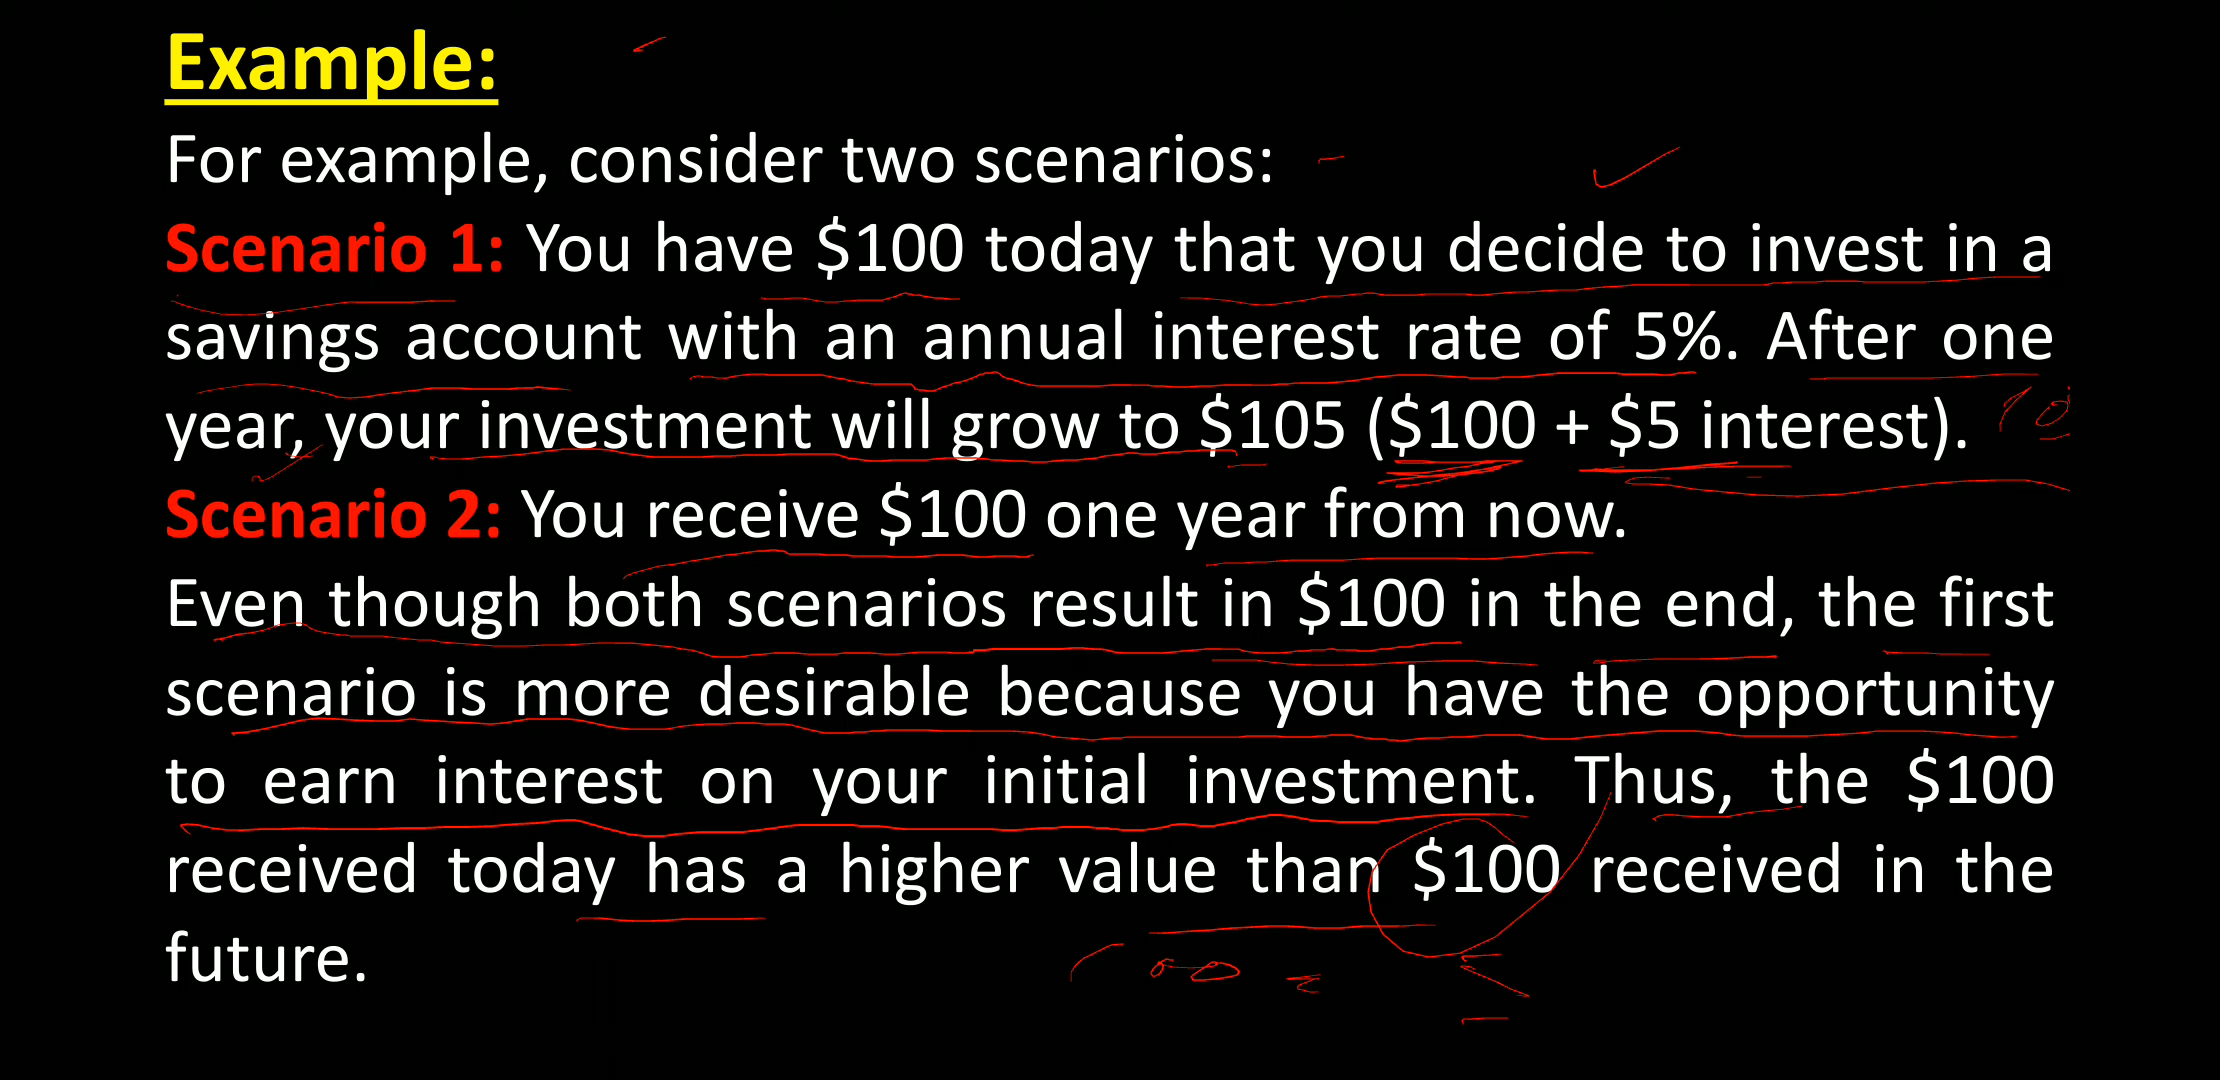 Example:
For example, consider two scenarios:
Scenario 1: You have $100 today that you decide to invest in a
savings account with an annual interest rate of 5%. After one
year, your investment will grow to $105 ($100 + $5 interest).
Scenario 2: You receive $100 one year from now.
Even though both scenarios result in $100 in the end, the first
scenario is more desirable because you have the opportunity
to earn interest on your initial investment. Thus, the $100
received today has a higher value than $100 received in the
future.